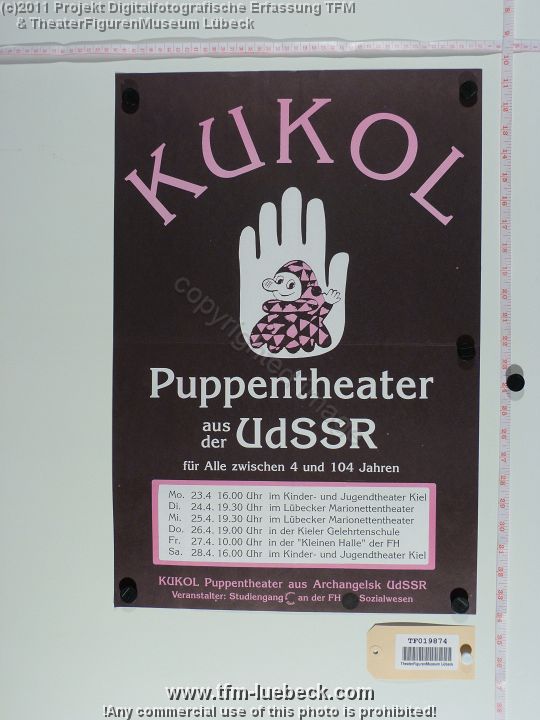 (c)2011 Projekt Digitalfotografische Erfassung TFM
& TheaterFigurenMuseum Lübeck
KUKOL
Puppentheater
aus der UdSSR
für Alle zwischen 4 und 104 Jahren
Mo. 23.4 16.00 Uhr im Kinder- und Jugendtheater Kiel
Di. 24.4. 19.30 Uhr im Lübecker Marionettentheater
Mi. 25.4 19.30 Uhr im Lübecker Marionettentheater
Do. 26.4. 19.00 Uhr in der Kieler Gelehrtenschule
Fr. 27.4. 10.00 Uhr in der "Kleinen Halle" der FH
Sa. 28.4. 16.00 Uhr im Kinder- und Jugendtheater Kiel
KUKOL Puppentheater aus Archangelsk UdSSR
Veranstalter: Studiengang an der FH Sozialwesen
TF019874
TheaterFigurenMuseum Lübeck
www.tfm-luebeck.com
!Any commercial use of this photo is prohibited!